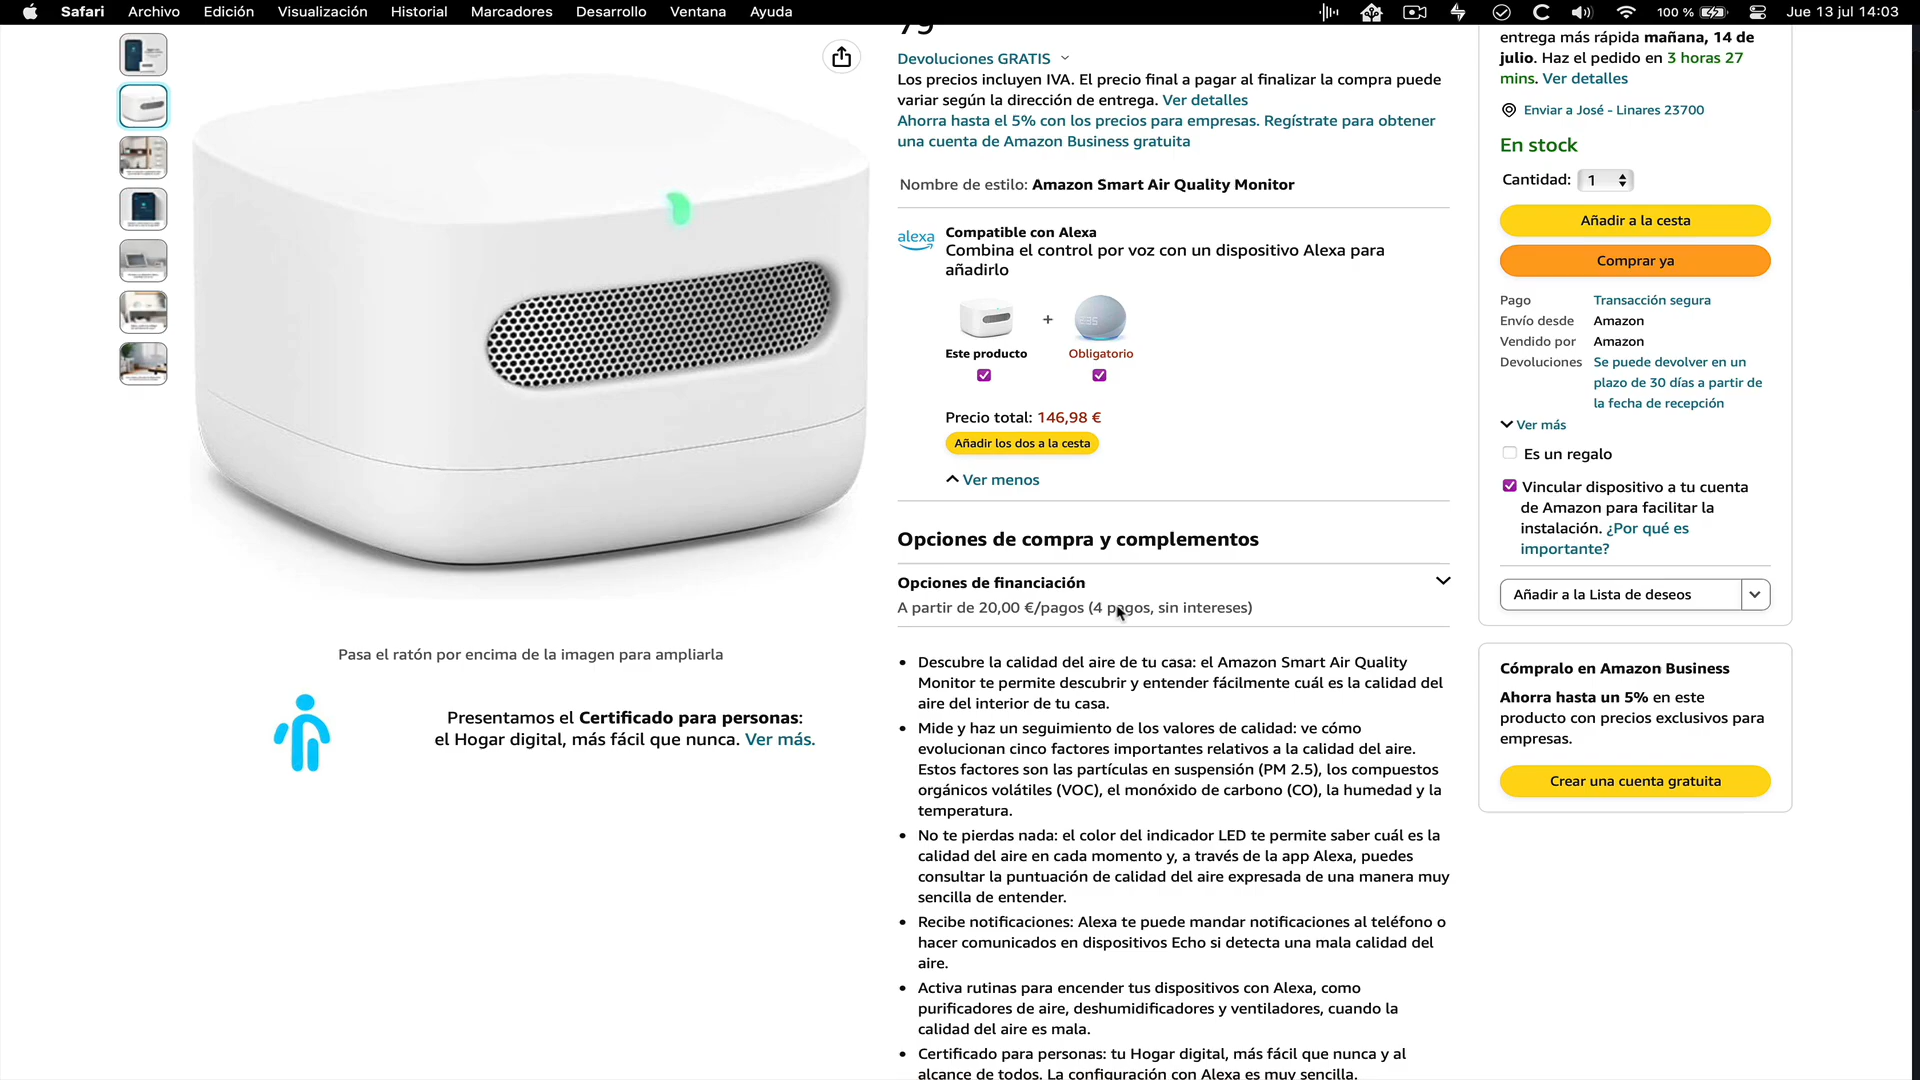 Safari Archivo Edición Visualización Historial Marcadores Desarrollo Ventana Ayuda
100 % Jue 13 jul 14:03
Devoluciones GRATIS
Los precios incluyen IVA. El precio final a pagar al finalizar la compra puede
variar según la dirección de entrega. Ver detalles
Ahorra hasta el 5% con los precios para empresas. Regístrate para obtener
una cuenta de Amazon Business gratuita
Nombre de estilo: Amazon Smart Air Quality Monitor
alexa
Compatible con Alexa
Combina el control por voz con un dispositivo Alexa para
añadirlo
+
Este producto
Obligatorio
Precio total: 146,98 €
Añadir los dos a la cesta
Ver menos
Opciones de compra y complementos
Opciones de financiación
A partir de 20,00 €/pagos (4 pagos, sin intereses)
• Descubre la calidad del aire de tu casa: el Amazon Smart Air Quality
Monitor te permite descubrir y entender fácilmente cuál es la calidad del
aire del interior de tu casa.
• Mide y haz un seguimiento de los valores de calidad: ve cómo
evolucionan cinco factores importantes relativos a la calidad del aire.
Estos factores son las partículas en suspensión (PM 2.5), los compuestos
orgánicos volátiles (VOC), el monóxido de carbono (CO), la humedad y la
temperatura.
• No te pierdas nada: el color del indicador LED te permite saber cuál es la
calidad del aire en cada momento y, a través de la app Alexa, puedes
consultar la puntuación de calidad del aire expresada de una manera muy
sencilla de entender.
• Recibe notificaciones: Alexa te puede mandar notificaciones al teléfono o
hacer comunicados en dispositivos Echo si detecta una mala calidad del
aire.
• Activa rutinas para encender tus dispositivos con Alexa, como
purificadores de aire, deshumidificadores y ventiladores, cuando la
calidad del aire es mala.
• Certificado para personas: tu Hogar digital, más fácil que nunca y al
alcance de todos. La configuración con Alexa es muy sencilla.
Pasa el ratón por encima de la imagen para ampliarla
Presentamos el Certificado para personas:
el Hogar digital, más fácil que nunca. Ver más.
entrega más rápida mañana, 14 de
julio. Haz el pedido en 3 horas 27
mins. Ver detalles
Enviar a José - Linares 23700
En stock
Cantidad: 1
Añadir a la cesta
Comprar ya
Pago Transacción segura
Envío desde Amazon
Vendido por Amazon
Devoluciones Se puede devolver en un
plazo de 30 días a partir de
la fecha de recepción
Ver más
Es un regalo
Vincular dispositivo a tu cuenta
de Amazon para facilitar la
instalación. ¿Por qué es
importante?
Añadir a la Lista de deseos
Cómpralo en Amazon Business
Ahorra hasta un 5% en este
producto con precios exclusivos para
empresas.
Crear una cuenta gratuita